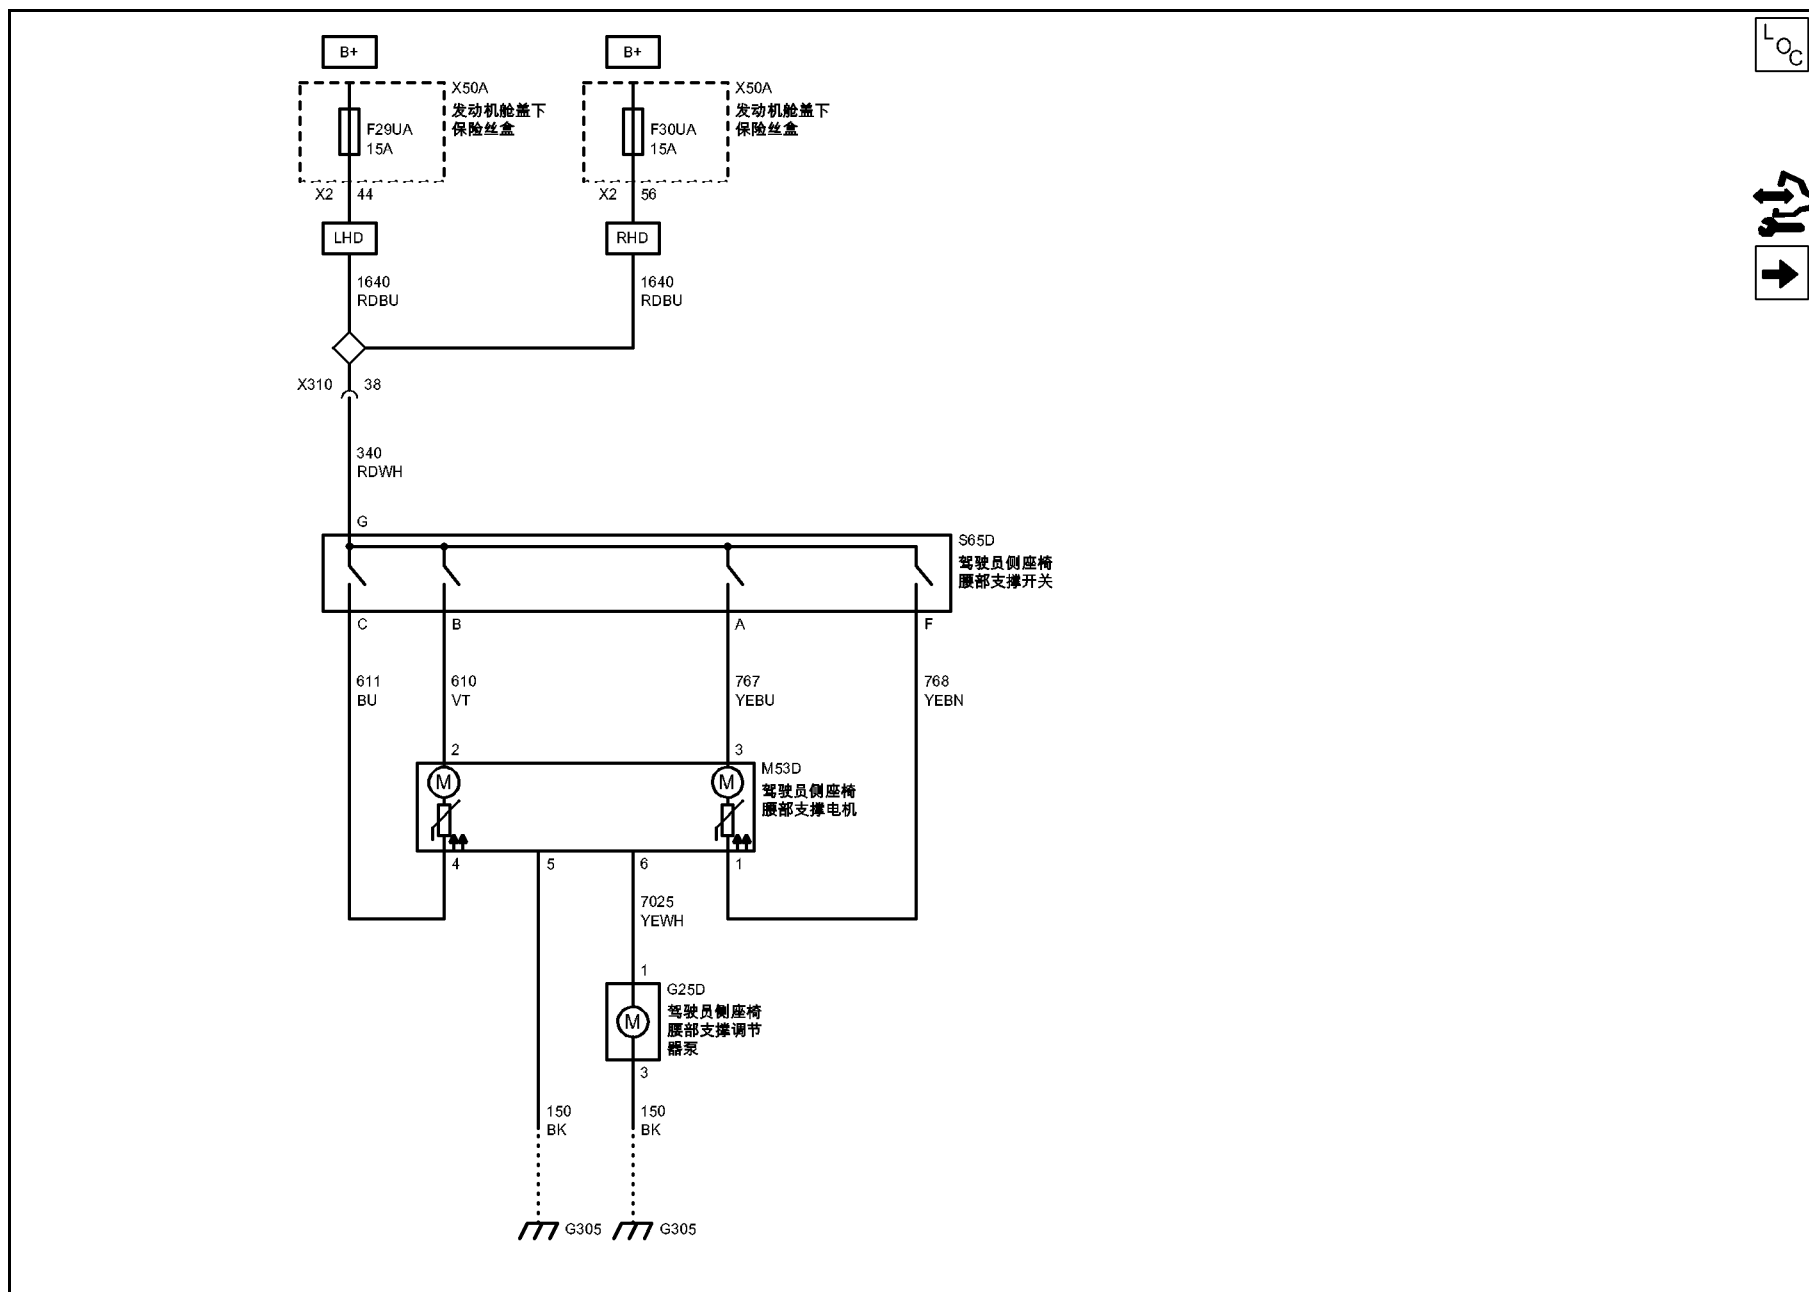 B+
B+
LOC
X50A
发动机舱盖下
保险丝盒
F29UA
15A
X2 44
X50A
发动机舱盖下
保险丝盒
F30UA
15A
X2 56
LHD
RHD
1640
RDBU
1640
RDBU
X310 38
340
RDWH
G
S65D
驾驶员侧座椅
腰部支撑开关
C
B
A
F
611
BU
610
VT
767
YEBU
768
YEBN
2
3
M53D
驾驶员侧座椅
腰部支撑电机
M
M
4
5
6
1
7025
YEWH
1
G25D
驾驶员侧座椅
腰部支撑调节
器泵
M
3
150
BK
150
BK
G305
G305